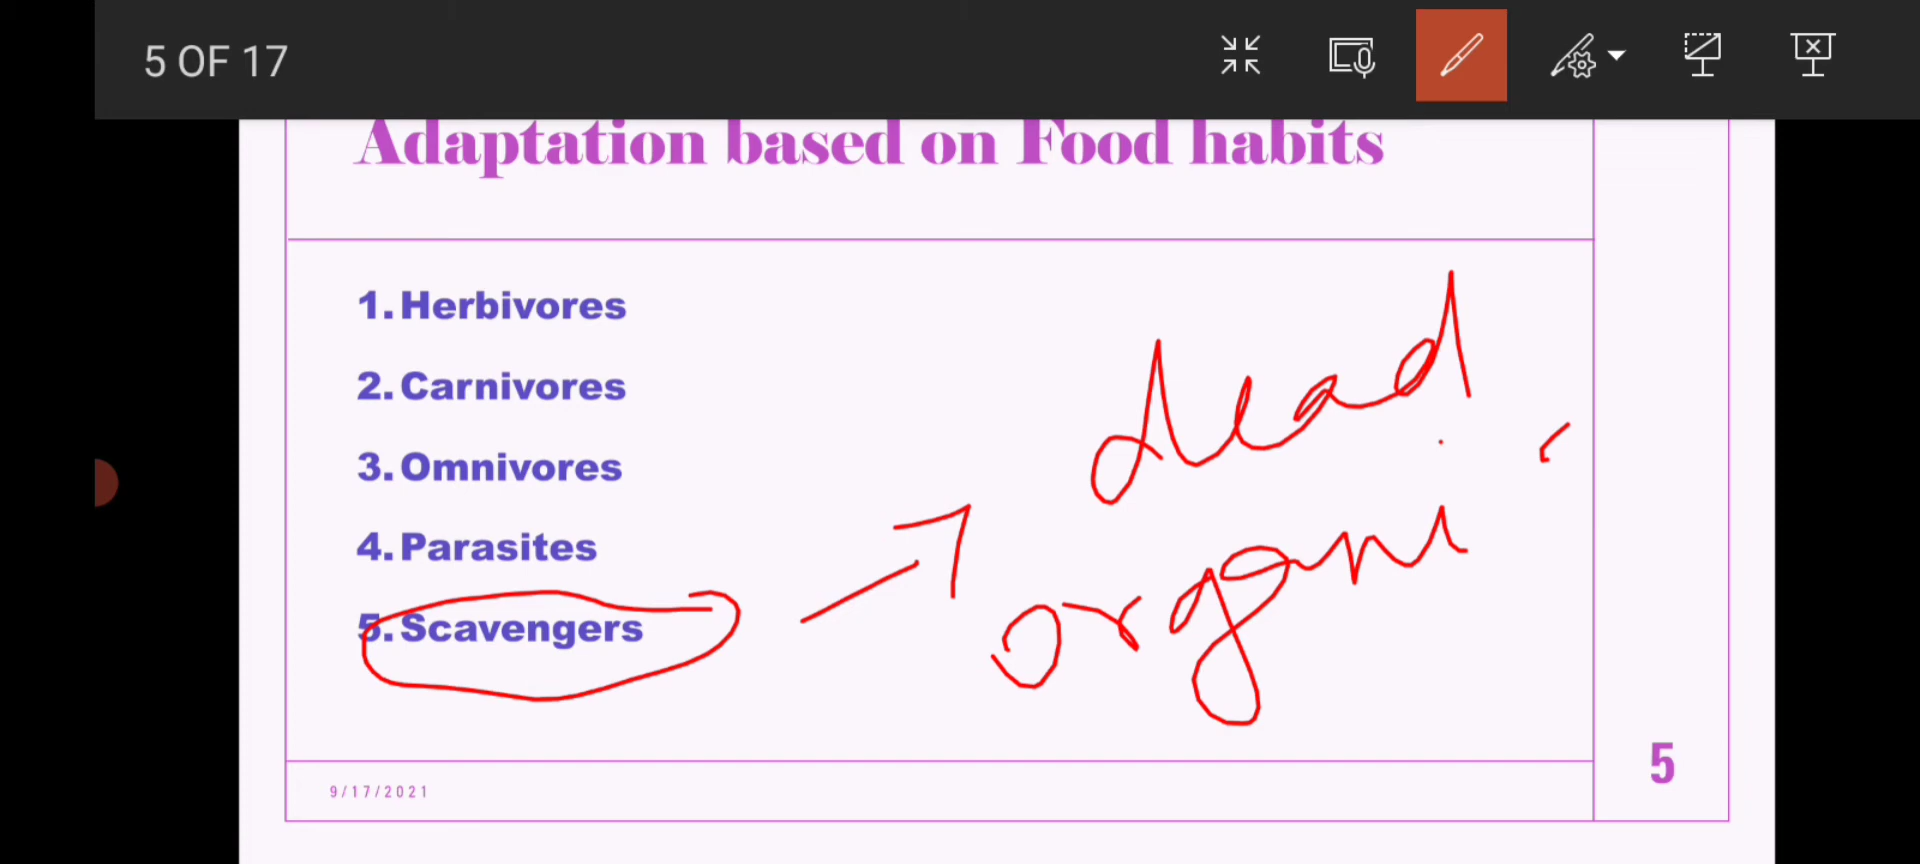 5 OF 17
Adaptation based on Food habits
1. Herbivores
2. Carnivores
3. Omnivores
4. Parasites
5. Scavengers
dead
organi
9/17/2021
5